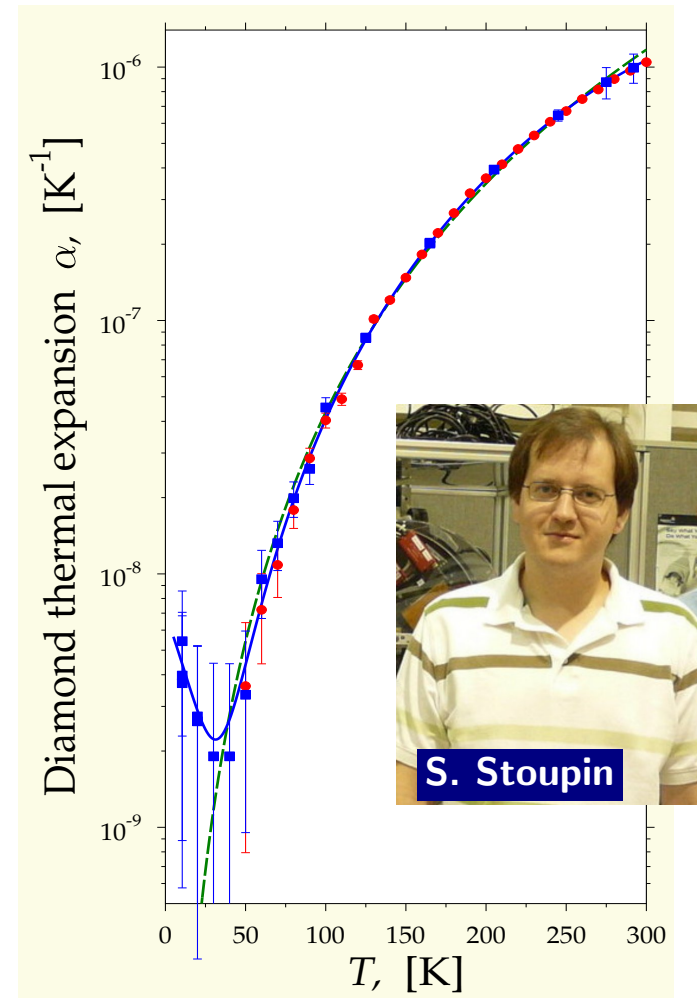 Diamond thermal expansion α, [K⁻¹]
10⁻⁶
10⁻⁷
10⁻⁸
10⁻⁹
S. Stoupin
0 50 100 150 200 250 300
T, [K]